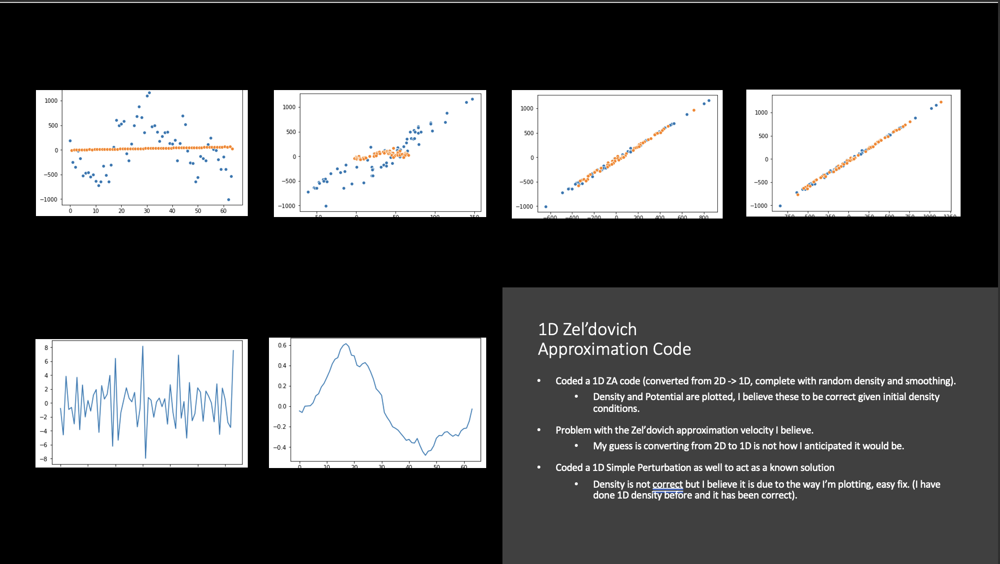 1000
500
0
−500
−1000
0 10 20 30 40 50 60
1000
500
0
−500
−1000
−50 0 50 100 150
1000
500
0
−500
−1000
−600 −400 −200 0 200 400 600 800
1000
500
0
−500
−1000
−750 −500 −250 0 250 500 750 1000 1250
8
6
4
2
0
−2
−4
−6
−8
0.6
0.4
0.2
0.0
−0.2
−0.4
0 10 20 30 40 50 60
1D Zel’dovich
Approximation Code
• Coded a 1D ZA code (converted from 2D -> 1D, complete with random density and smoothing).
• Density and Potential are plotted, I believe these to be correct given initial density
conditions.
• Problem with the Zel’dovich approximation velocity I believe.
• My guess is converting from 2D to 1D is not how I anticipated it would be.
• Coded a 1D Simple Perturbation as well to act as a known solution
• Density is not correct but I believe it is due to the way I’m plotting, easy fix. (I have
done 1D density before and it has been correct).